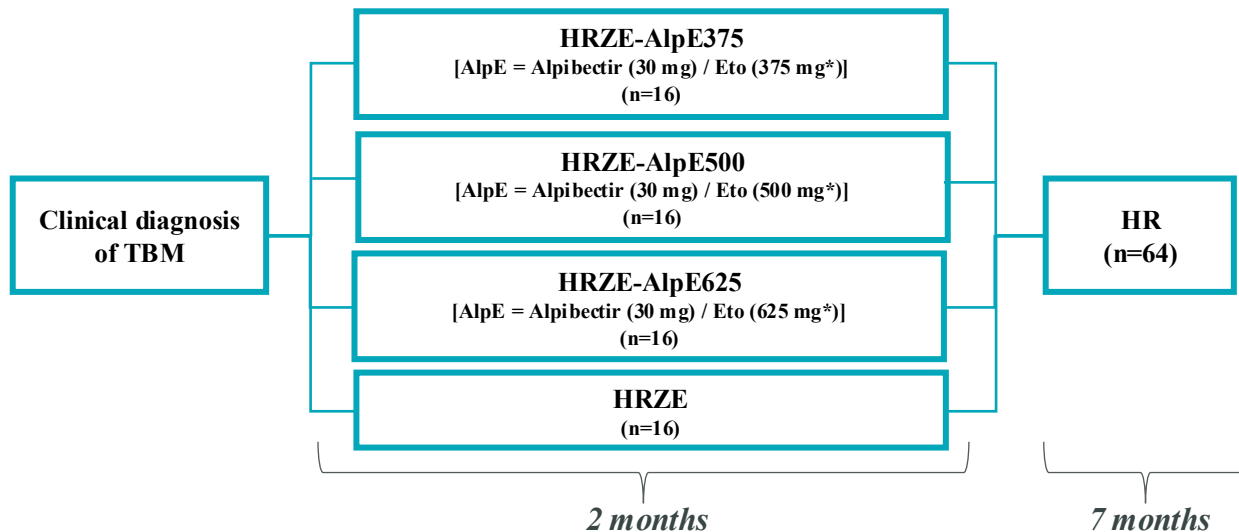 Clinical diagnosis
of TBM
HRZE-AlpE375
[AlpE = Alpibectir (30 mg) / Eto (375 mg*)]
(n=16)
HRZE-AlpE500
[AlpE = Alpibectir (30 mg) / Eto (500 mg*)]
(n=16)
HRZE-AlpE625
[AlpE = Alpibectir (30 mg) / Eto (625 mg*)]
(n=16)
HRZE
(n=16)
HR
(n=64)
2 months
7 months